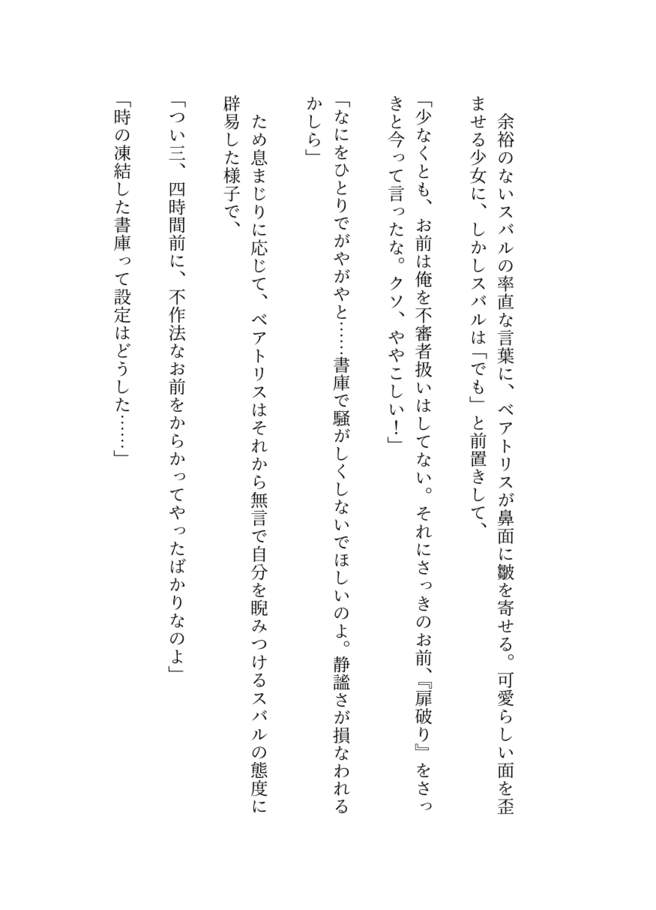 余裕のないスバルの率直な言葉に、ベアトリスが鼻面に皺を寄せる。可愛らしい面を歪
ませる少女に、しかしスバルは「でも」と前置きして、
「少なくとも、お前は俺を不審者扱いはしてない。それにさっきのお前、『扉破り』をさっ
きと今って言ったな。クソ、ややこしい！」
「なにをひとりでがやがやと……書庫で騒がしくしないでほしいのよ。静謐さが損なわれる
かしら」
　ため息まじりに応じて、ベアトリスはそれから無言で自分を睨みつけるスバルの態度に
辟易した様子で、
「つい三、四時間前に、不作法なお前をからかってやったばかりなのよ」
「時の凍結した書庫って設定はどうした……」